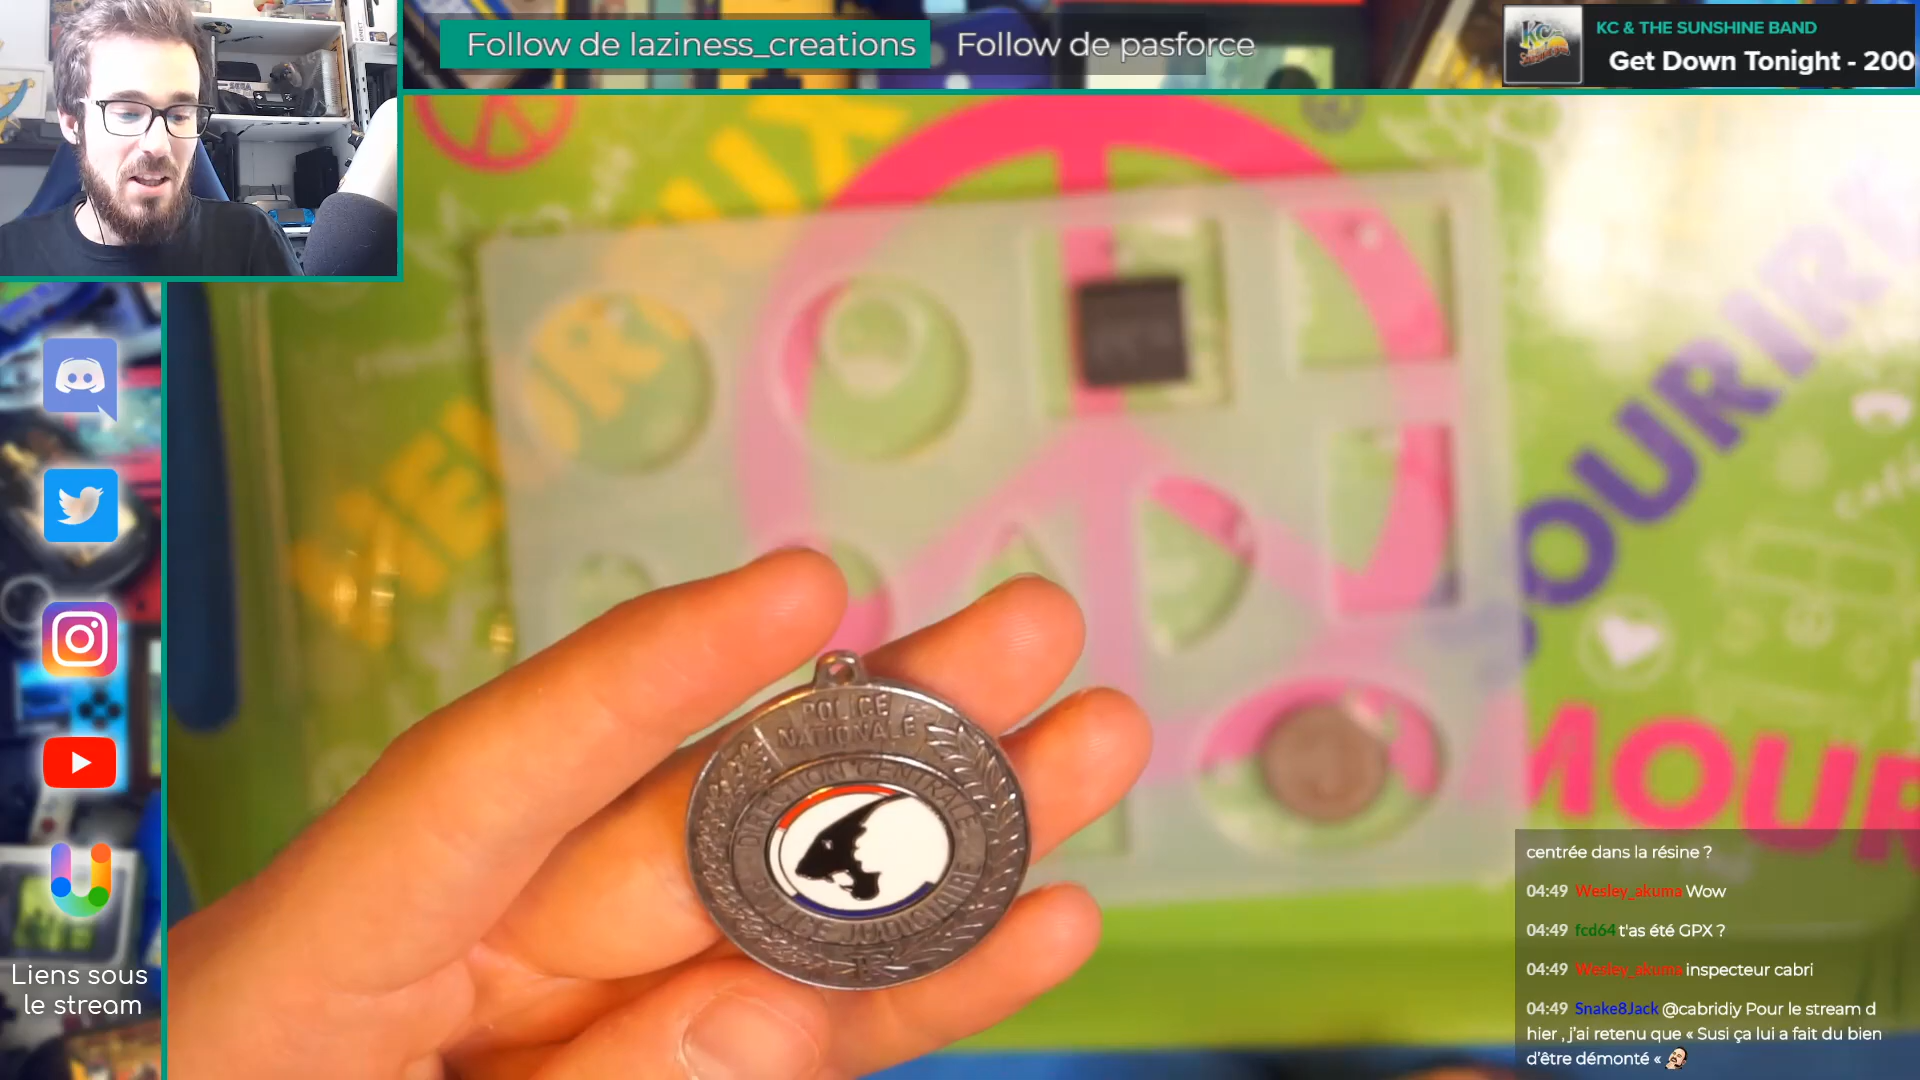 Follow de laziness_creations Follow de pasforce
KC & THE SUNSHINE BAND
Get Down Tonight - 200
SEGA
POLICE
NATIONALE
DIRECTION CENTRALE
POLICE JUDICIAIRE
MOUR
Liens sous
le stream
centrée dans la résine ?
04:49 Wesley_akuma Wow
04:49 fcd64 t'as été GPX ?
04:49 Wesley_akuma inspecteur cabri
04:49 Snake8Jack @cabridiy Pour le stream d
hier , j'ai retenu que « Susi ça lui a fait du bien
d'être démonté «